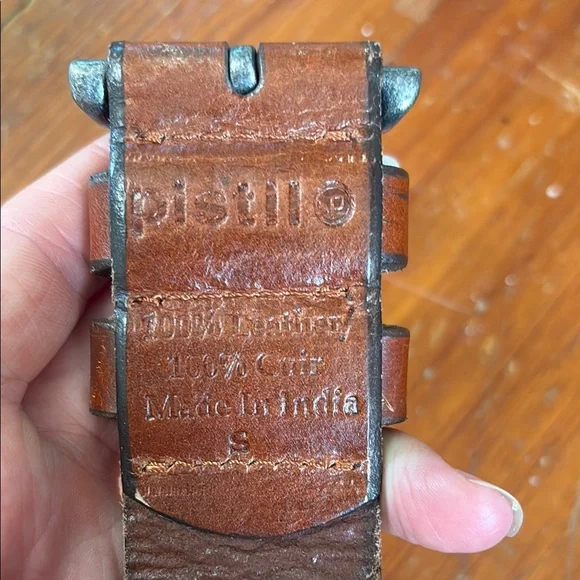 pistil
100% Leather/
100% Cuir
Made In India
S